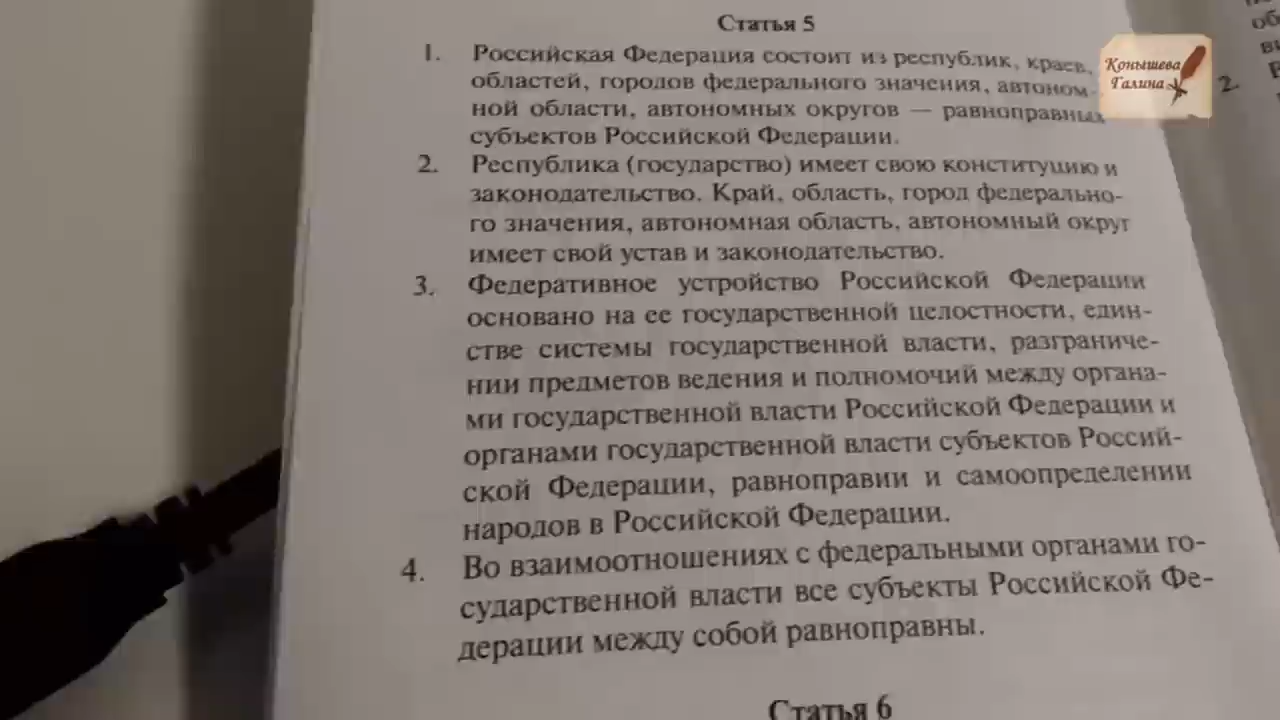 Статья 5
1. Российская Федерация состоит из республик, краев,
областей, городов федерального значения, автоном-
ной области, автономных округов — равноправных
субъектов Российской Федерации.
2. Республика (государство) имеет свою конституцию и
законодательство. Край, область, город федерально-
го значения, автономная область, автономный округ
имеет свой устав и законодательство.
3. Федеративное устройство Российской Федерации
основано на ее государственной целостности, един-
стве системы государственной власти, разграниче-
нии предметов ведения и полномочий между органа-
ми государственной власти Российской Федерации и
органами государственной власти субъектов Россий-
ской Федерации, равноправии и самоопределении
народов в Российской Федерации.
4. Во взаимоотношениях с федеральными органами го-
сударственной власти все субъекты Российской Фе-
дерации между собой равноправны.
Статья 6
Конышева
Галина
2.